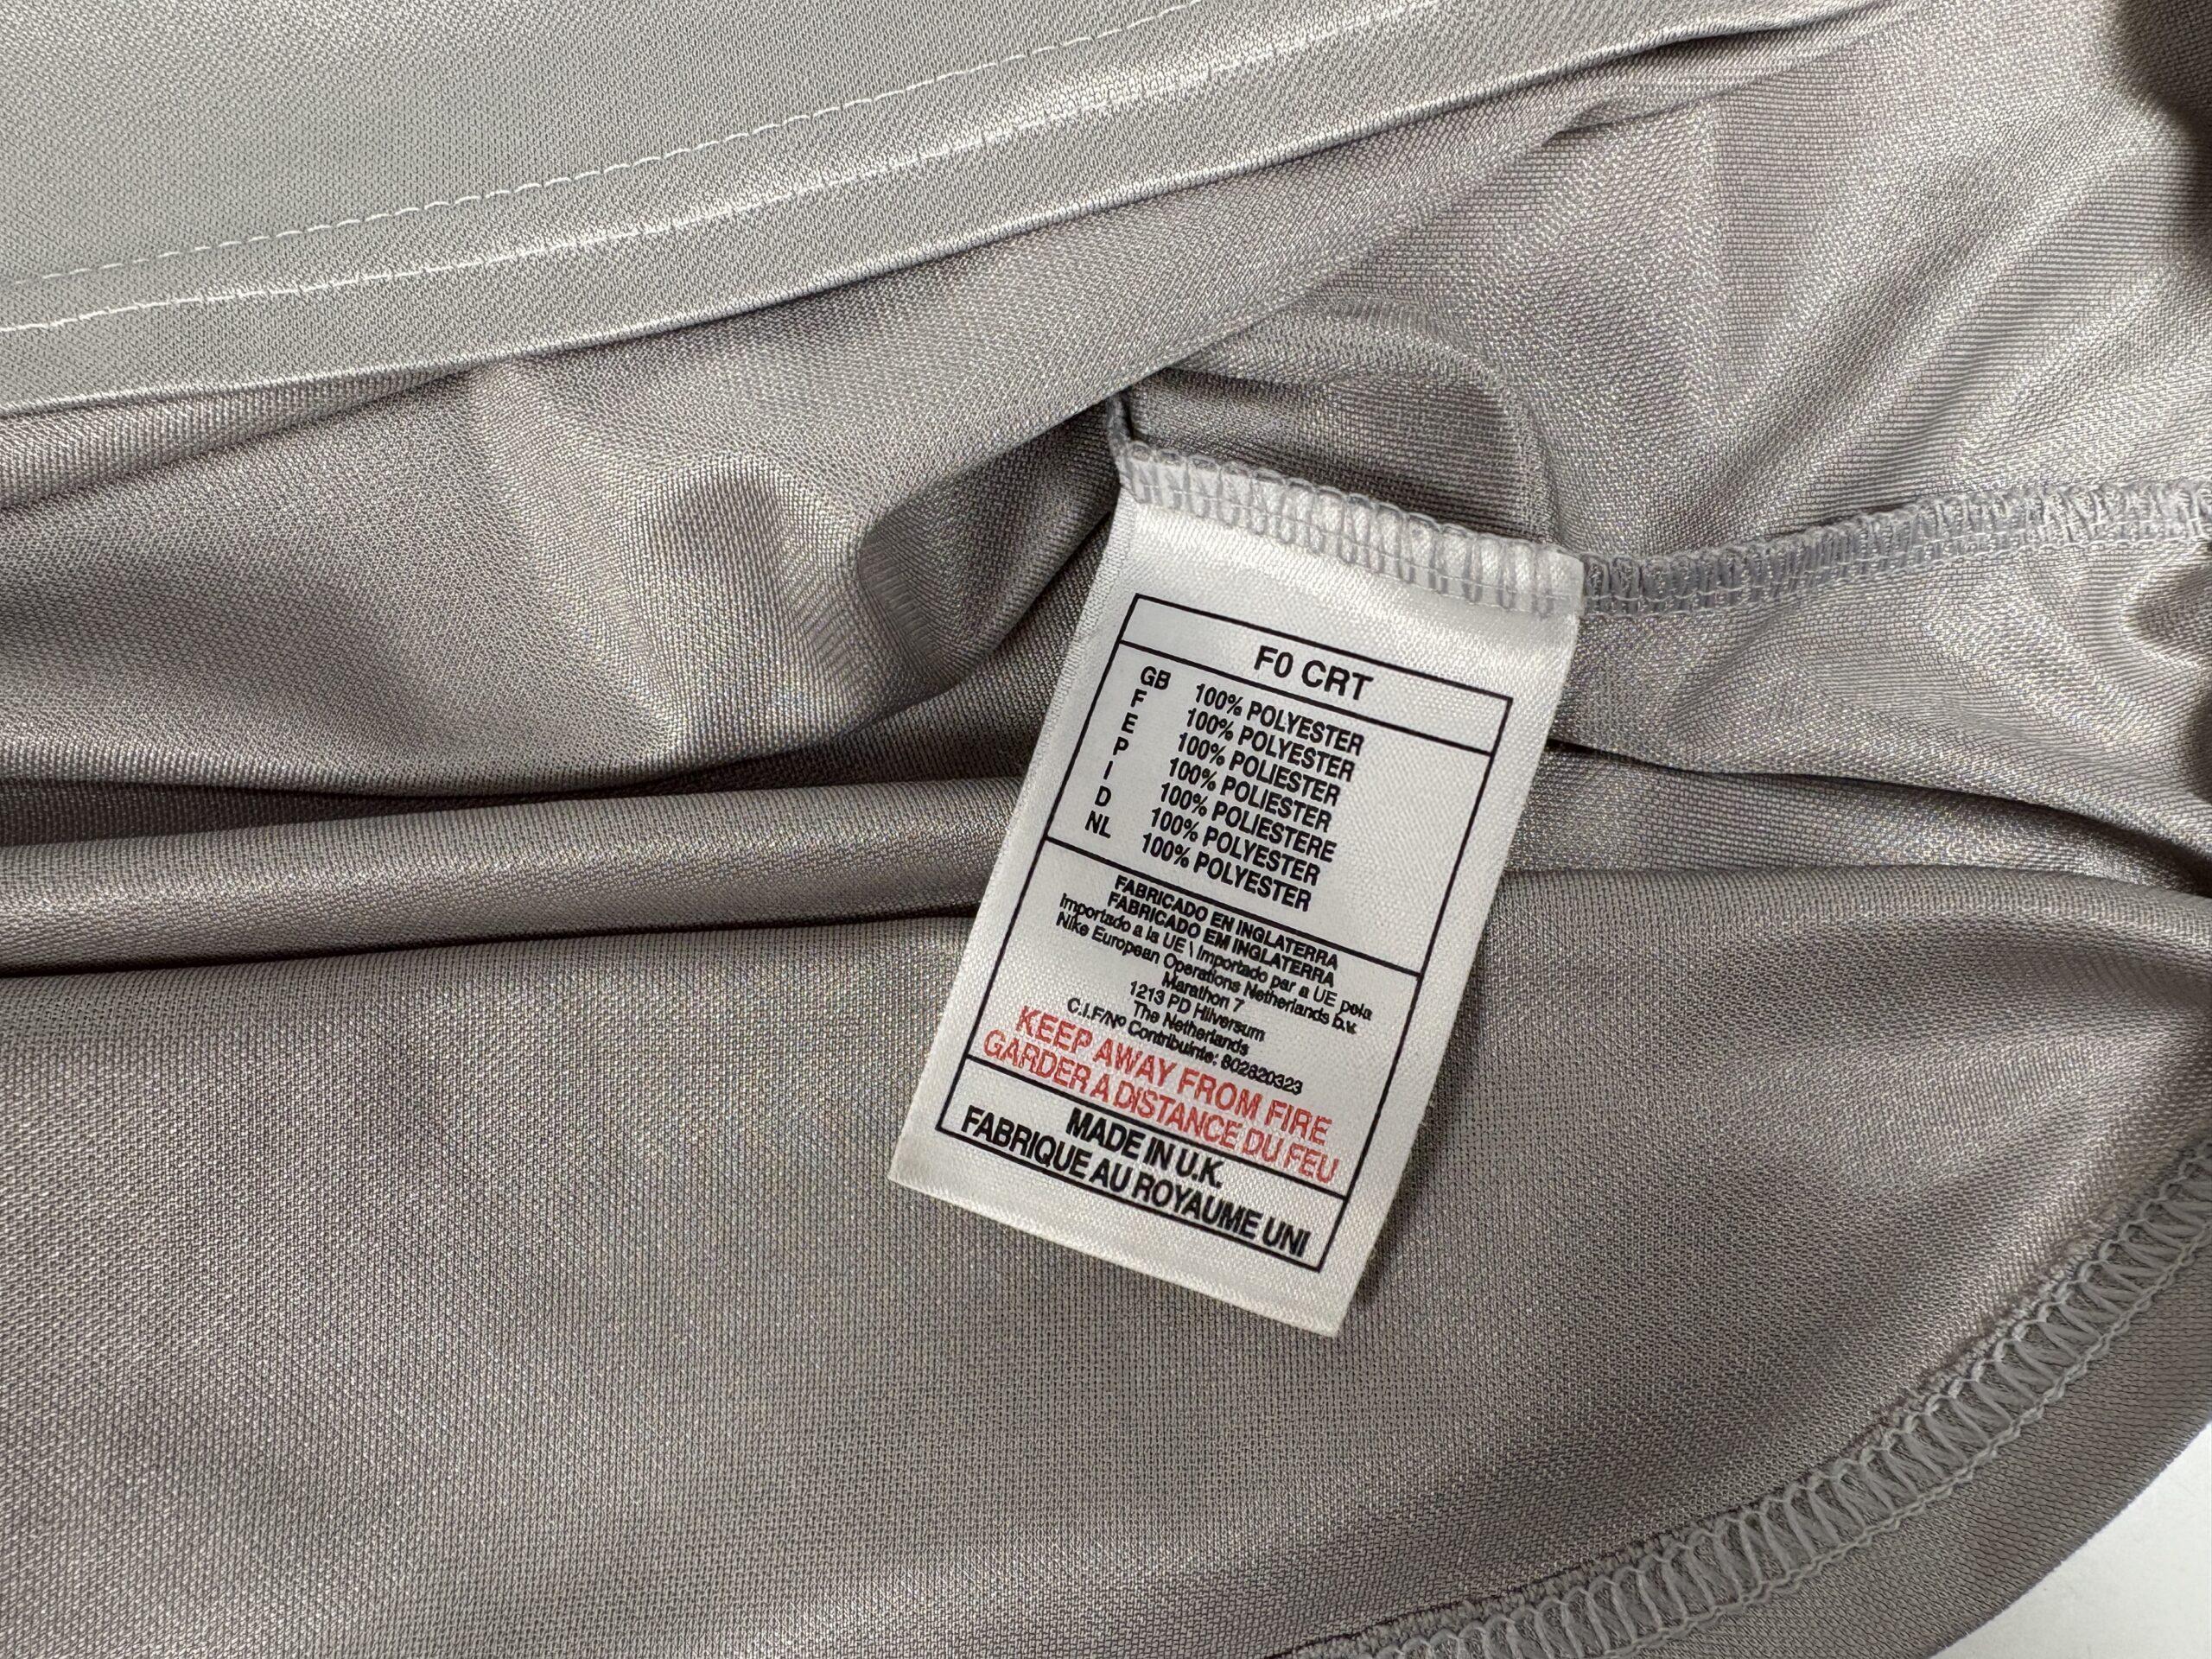 F0 CRT
GB 100% POLYESTER
F 100% POLYESTER
E 100% POLIESTER
P 100% POLIESTER
I 100% POLIESTERE
D 100% POLYESTER
NL 100% POLYESTER
FABRICADO EN INGLATERRA
FABRICADO EM INGLATERRA
Importado a la UE \ Importado par a UE pela
Nike European Operations Netherlands b.v.
Marathon 7
1213 PD Hilversum
The Netherlands
C.I.F/Nº Contribuinte: 802820323
KEEP AWAY FROM FIRE
GARDER A DISTANCE DU FEU
MADE IN U.K.
FABRIQUE AU ROYAUME UNI